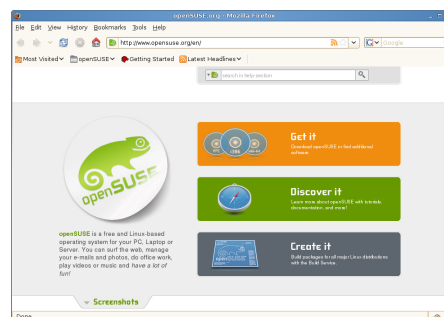 openSUSE.org - Mozilla Firefox
File Edit View History Bookmarks Tools Help
http://www.opensuse.org/en/
Google
Most Visited openSUSE Getting Started Latest Headlines
search in help section
openSUSE
Get it
Download openSUSE or find additional
software.
Discover it
Learn more about openSUSE with tutorials,
documentation, and more!
Create it
Build packages for all major Linux distributions
with the Build Service.
openSUSE is a free and Linux-based
operating system for your PC, Laptop or
Server. You can surf the web, manage
your e-mails and photos, do office work,
play videos or music and have a lot of
fun!
Screenshots
Done